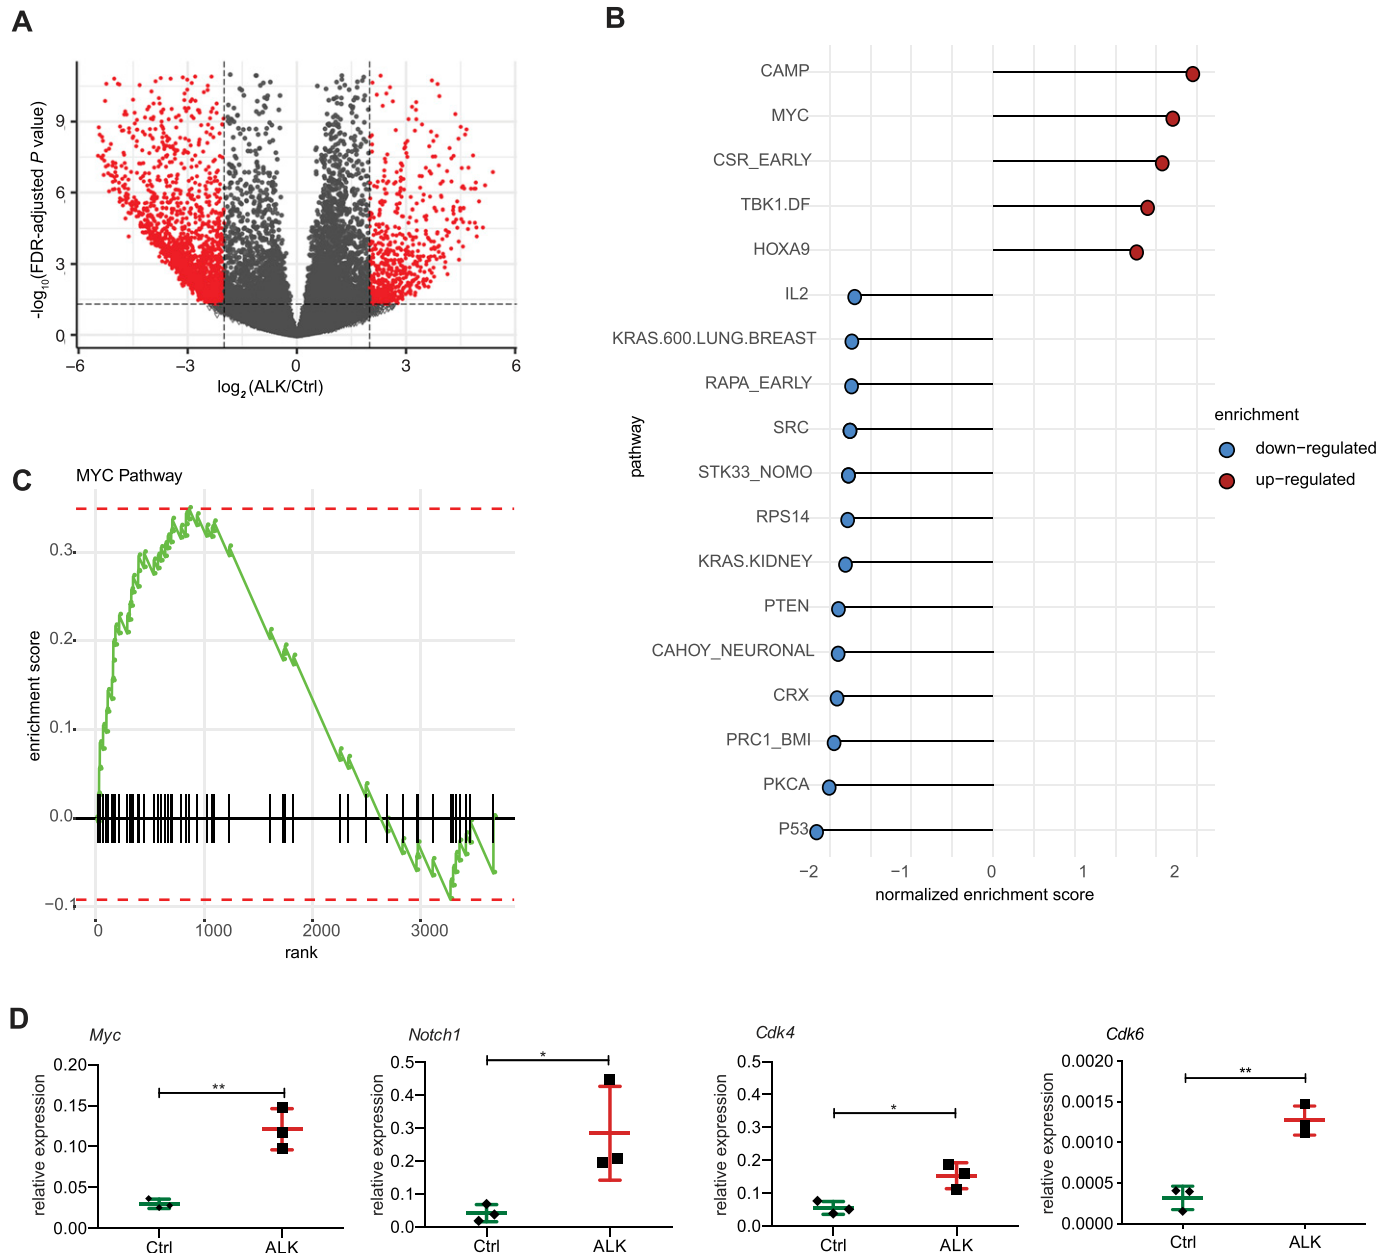 A
-log10(FDR-adjusted P value)
9
6
3
0
−6
−3
0
3
6
log2(ALK/Ctrl)
B
CAMP
MYC
CSR_EARLY
TBK1.DF
HOXA9
IL2
KRAS.600.LUNG.BREAST
RAPA_EARLY
SRC
STK33_NOMO
RPS14
KRAS.KIDNEY
PTEN
CAHOY_NEURONAL
CRX
PRC1_BMI
PKCA
P53
pathway
−2
−1
0
1
2
normalized enrichment score
enrichment
down−regulated
up−regulated
C
MYC Pathway
enrichment score
0.3
0.2
0.1
0.0
−0.1
0
1000
2000
3000
rank
D
Myc
relative expression
0.20
0.15
0.10
0.05
0.00
**
Ctrl
ALK
Notch1
relative expression
0.5
0.4
0.3
0.2
0.1
0.0
*
Ctrl
ALK
Cdk4
relative expression
0.5
0.4
0.3
0.2
0.1
0.0
*
Ctrl
ALK
Cdk6
relative expression
0.0020
0.0015
0.0010
0.0005
0.0000
**
Ctrl
ALK